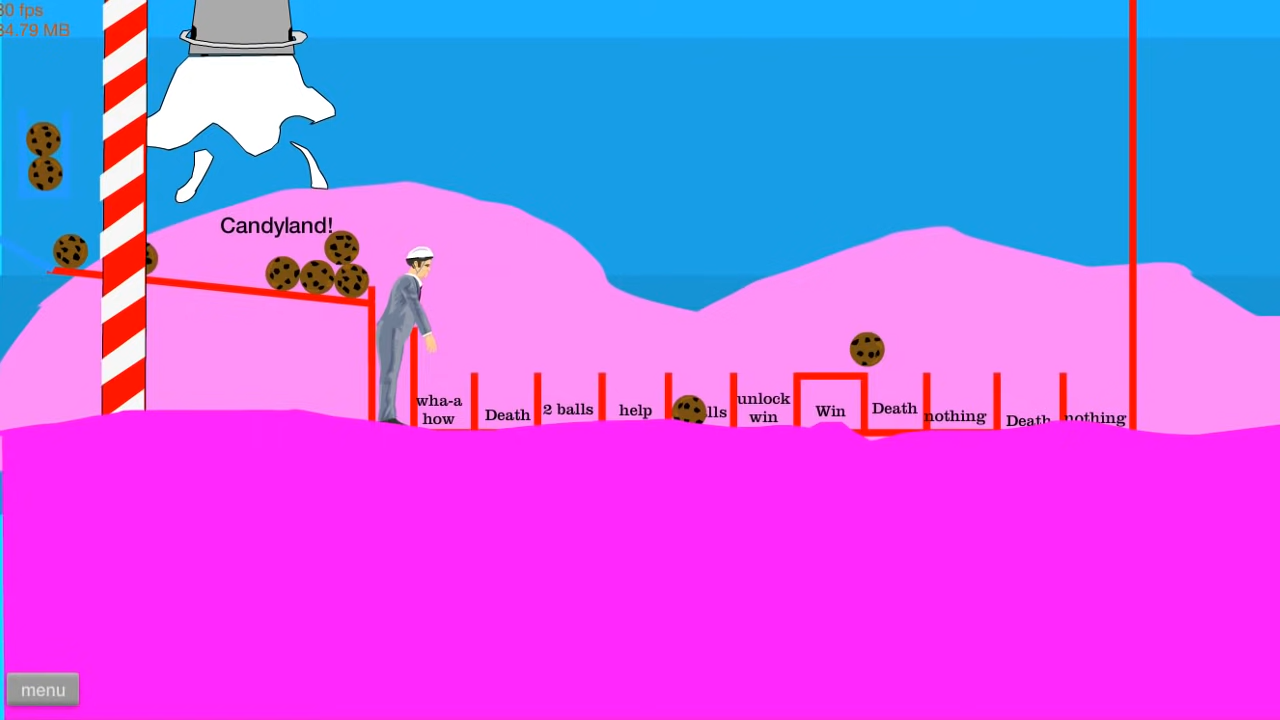 30 fps
34.79 MB
Candyland!
wha-a
how
Death
2 balls
help
lls
unlock
win
Win
Death
nothing
Death
nothing
menu